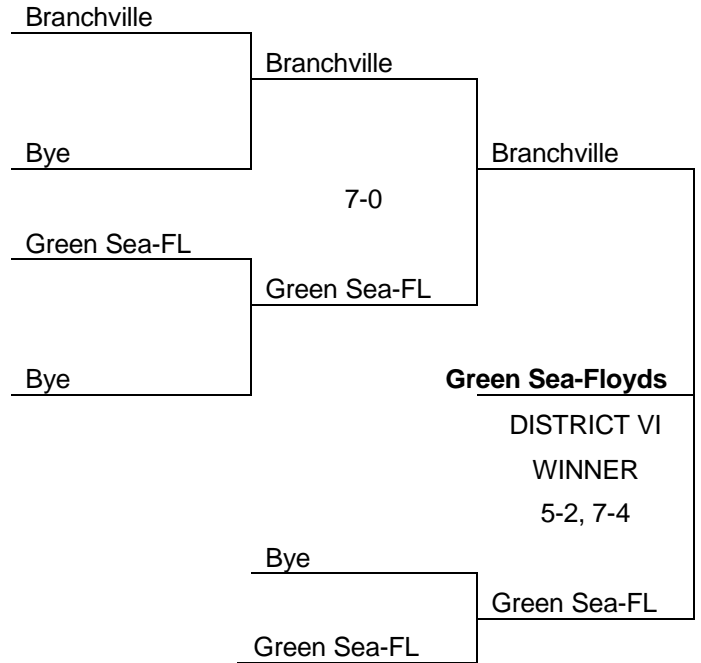 Branchville
Branchville
Bye
Branchville
7-0
Green Sea-FL
Green Sea-FL
Bye
Green Sea-Floyds
DISTRICT VI
WINNER
5-2, 7-4
Bye
Green Sea-FL
Green Sea-FL